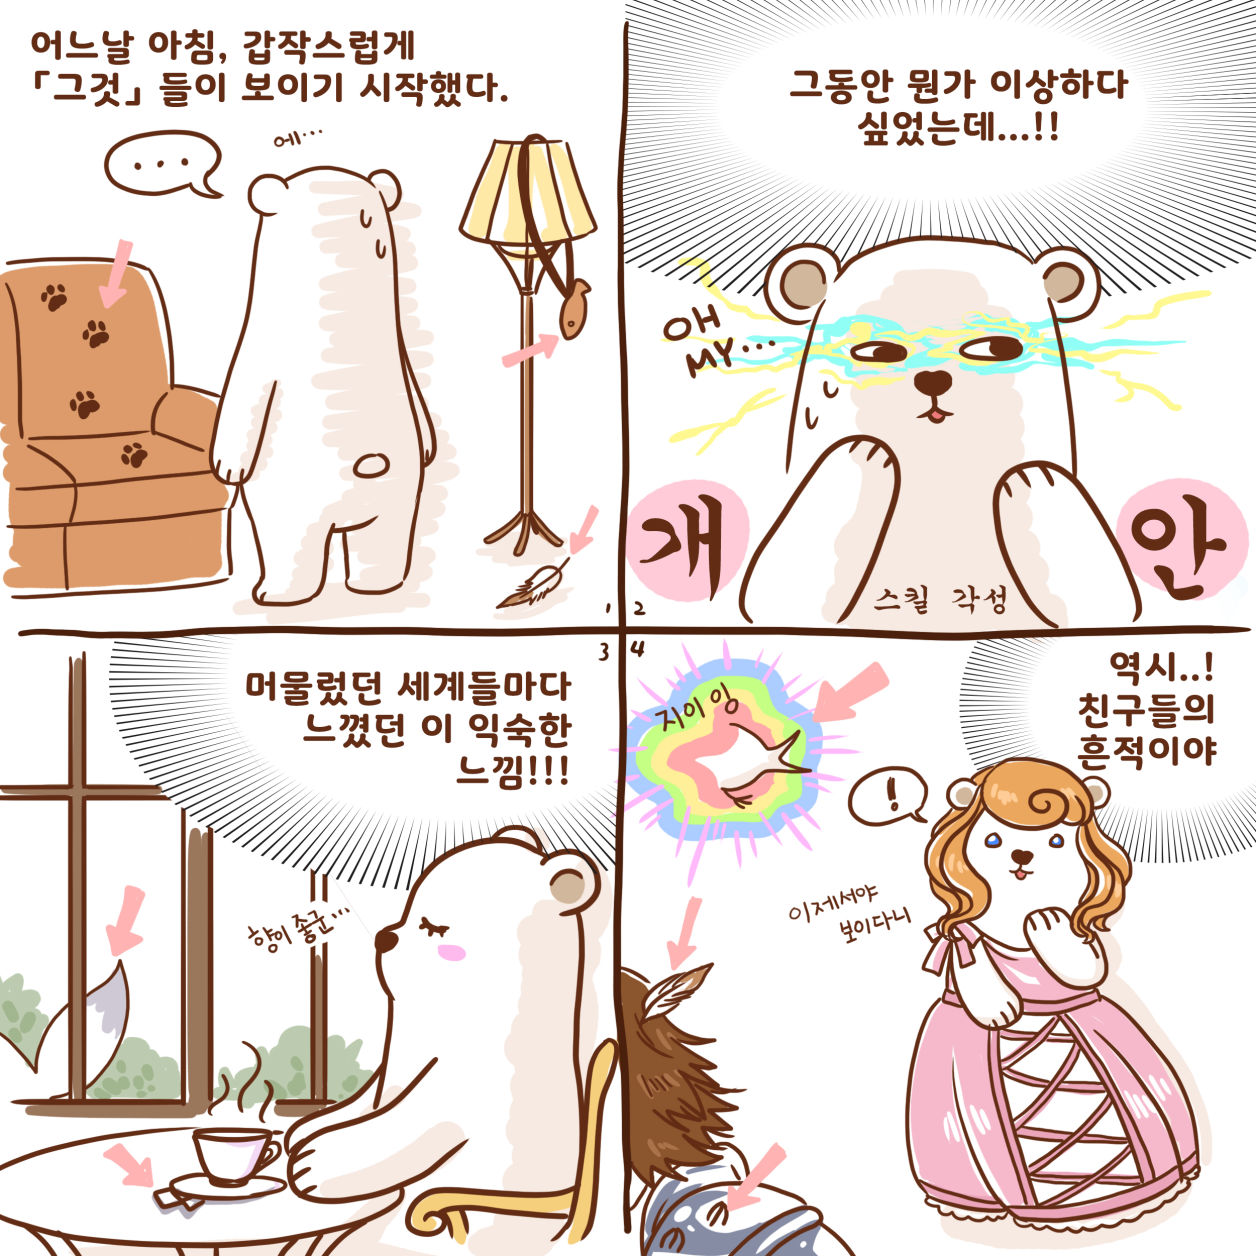 어느날 아침, 갑작스럽게
「그것」 들이 보이기 시작했다.
...
에...
1
그동안 뭔가 이상하다
싶었는데...!!
OH
MY...
개 안
스킬 각성
2
머물렀던 세계들마다
느꼈던 이 익숙한
느낌!!!
향이 좋군...
3
4
지이잉
역시..!
친구들의
흔적이야
!
이제서야
보이다니